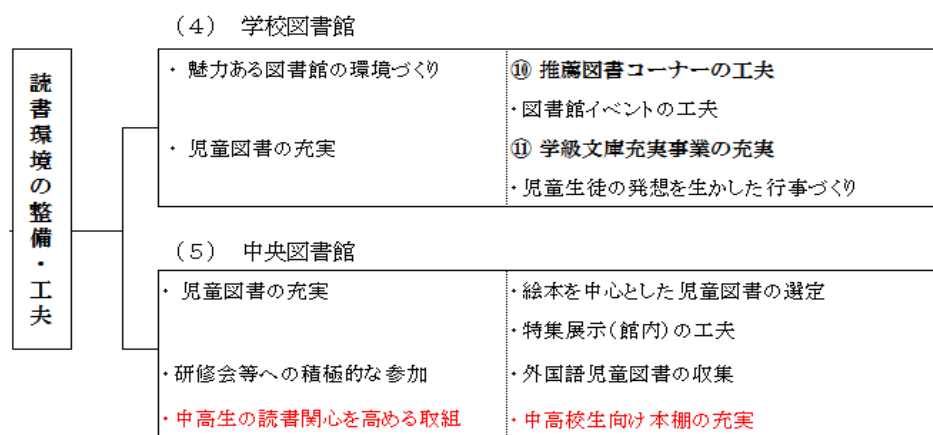 読書環境の整備・工夫
(4) 学校図書館
・ 魅力ある図書館の環境づくり
⑩ 推薦図書コーナーの工夫
・図書館イベントの工夫
・ 児童図書の充実
⑪ 学級文庫充実事業の充実
・児童生徒の発想を生かした行事づくり
(5) 中央図書館
・ 児童図書の充実
・絵本を中心とした児童図書の選定
・特集展示(館内)の工夫
・研修会等への積極的な参加
・外国語児童図書の収集
・中高生の読書関心を高める取組
・中高校生向け本棚の充実